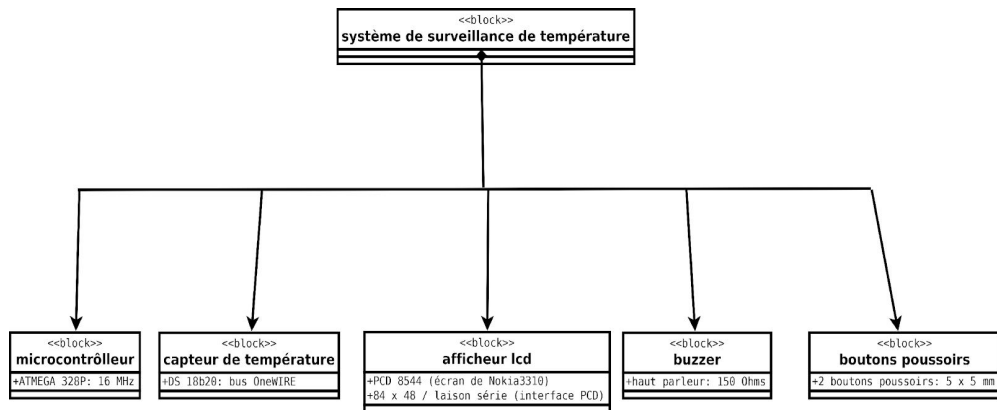 <<block>>
système de surveillance de température
<<block>>
microcontrôlleur
+ATMEGA 328P: 16 MHz
<<block>>
capteur de température
+DS 18b20: bus OneWIRE
<<block>>
afficheur lcd
+PCD 8544 (écran de Nokia3310)
+84 x 48 / laison série (interface PCD)
<<block>>
buzzer
+haut parleur: 150 Ohms
<<block>>
boutons poussoirs
+2 boutons poussoirs: 5 x 5 mm